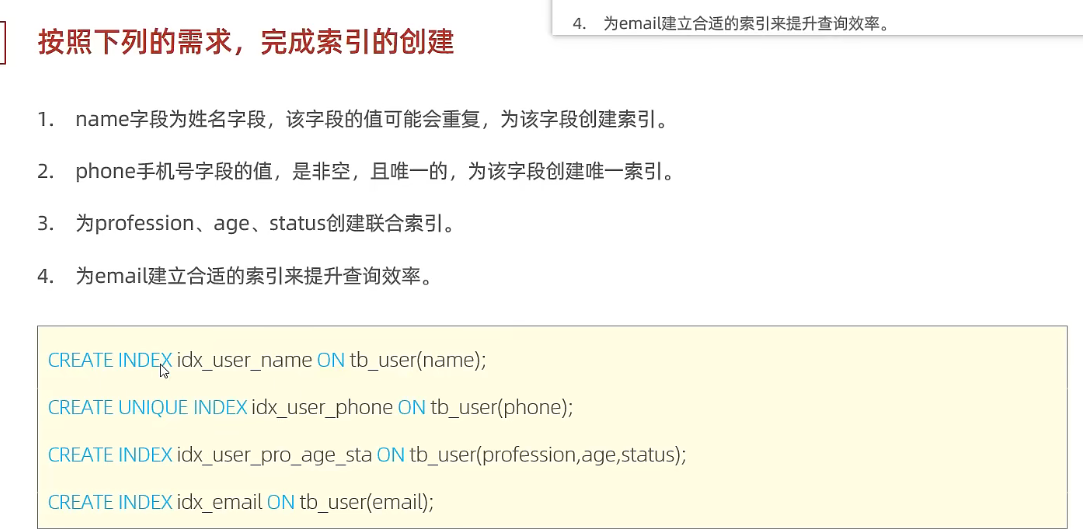 4. 为email建立合适的索引来提升查询效率。
按照下列的需求，完成索引的创建
1. name字段为姓名字段，该字段的值可能会重复，为该字段创建索引。
2. phone手机号字段的值，是非空，且唯一的，为该字段创建唯一索引。
3. 为profession、age、status创建联合索引。
4. 为email建立合适的索引来提升查询效率。
CREATE INDEX idx_user_name ON tb_user(name);
CREATE UNIQUE INDEX idx_user_phone ON tb_user(phone);
CREATE INDEX idx_user_pro_age_sta ON tb_user(profession,age,status);
CREATE INDEX idx_email ON tb_user(email);